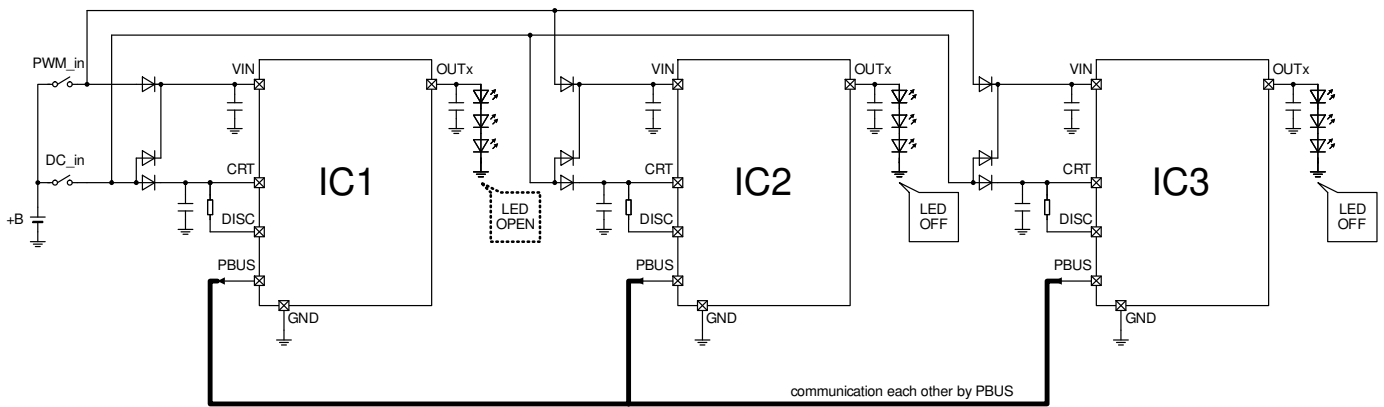 PWM_in
DC_in
+B
VIN
CRT
DISC
PBUS
GND
OUTx
IC1
LED
OPEN
VIN
CRT
DISC
PBUS
GND
OUTx
IC2
LED
OFF
VIN
CRT
DISC
PBUS
GND
OUTx
IC3
LED
OFF
communication each other by PBUS